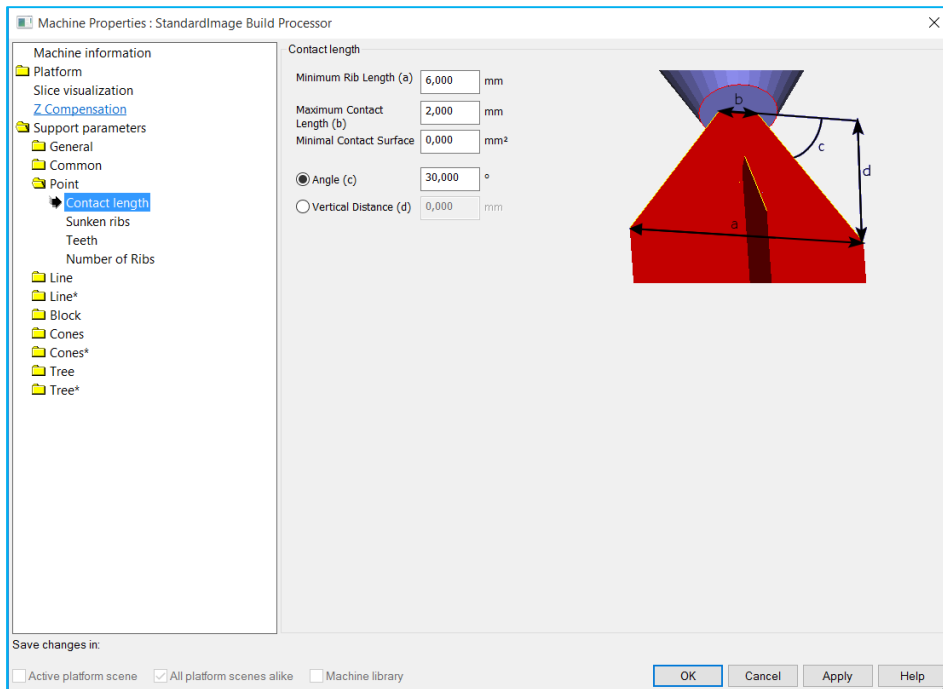 Machine Properties : StandardImage Build Processor
Machine information
Platform
Slice visualization
Z Compensation
Support parameters
General
Common
Point
Contact length
Sunken ribs
Teeth
Number of Ribs
Line
Line*
Block
Cones
Cones*
Tree
Tree*
Contact length
Minimum Rib Length (a) 6,000 mm
Maximum Contact
Length (b) 2,000 mm
Minimal Contact Surface 0,000 mm²
Angle (c) 30,000 °
Vertical Distance (d) 0,000 mm
b
c
d
a
Save changes in:
Active platform scene All platform scenes alike Machine library
OK Cancel Apply Help